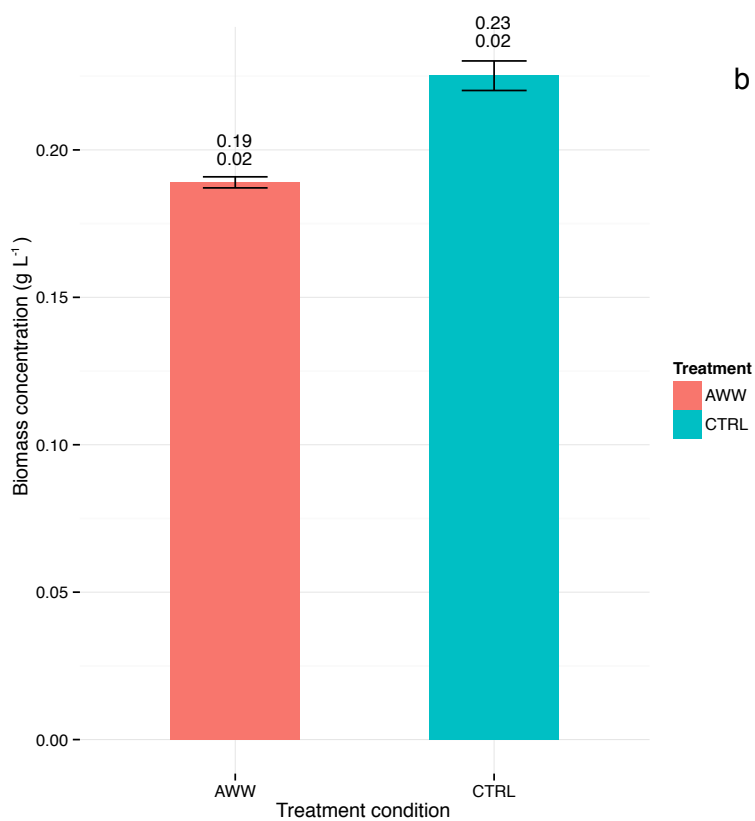 0.23
0.02
b
0.19
0.02
0.20
0.15
0.10
0.05
0.00
Biomass concentration (g L⁻¹ )
Treatment
AWW
CTRL
AWW
CTRL
Treatment condition